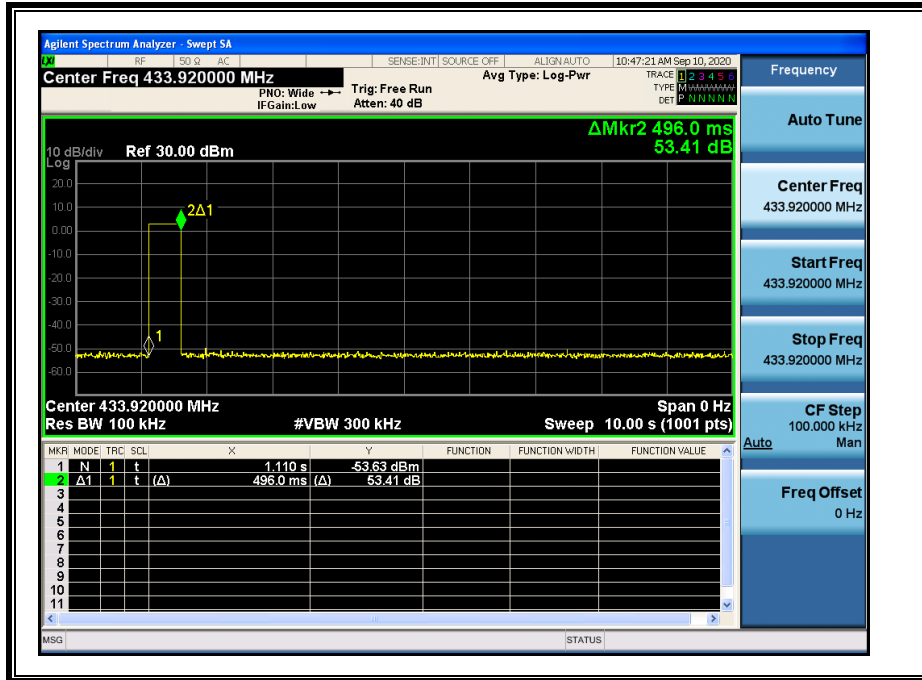 Agilent Spectrum Analyzer - Swept SA
LXI RF 50 Ω AC SENSE:INT SOURCE OFF ALIGN AUTO 10:47:21 AM Sep 10, 2020
Center Freq 433.920000 MHz
PNO: Wide
IFGain:Low
Trig: Free Run
Atten: 40 dB
Avg Type: Log-Pwr
TRACE 1 2 3 4 5 6
TYPE M
DET P N N N N N
ΔMkr2 496.0 ms
53.41 dB
10 dB/div Ref 30.00 dBm
Log
20.0
10.0
0.00
-10.0
-20.0
-30.0
-40.0
-50.0
-60.0
2Δ1
1
Center 433.920000 MHz Span 0 Hz
Res BW 100 kHz #VBW 300 kHz Sweep 10.00 s (1001 pts)
MKR MODE TRC SCL X Y FUNCTION FUNCTION WIDTH FUNCTION VALUE
1 N 1 t 1.110 s -53.63 dBm
2 Δ1 1 t (Δ) 496.0 ms (Δ) 53.41 dB
3
4
5
6
7
8
9
10
11
MSG STATUS
Frequency
Auto Tune
Center Freq
433.920000 MHz
Start Freq
433.920000 MHz
Stop Freq
433.920000 MHz
CF Step
100.000 kHz
Auto Man
Freq Offset
0 Hz